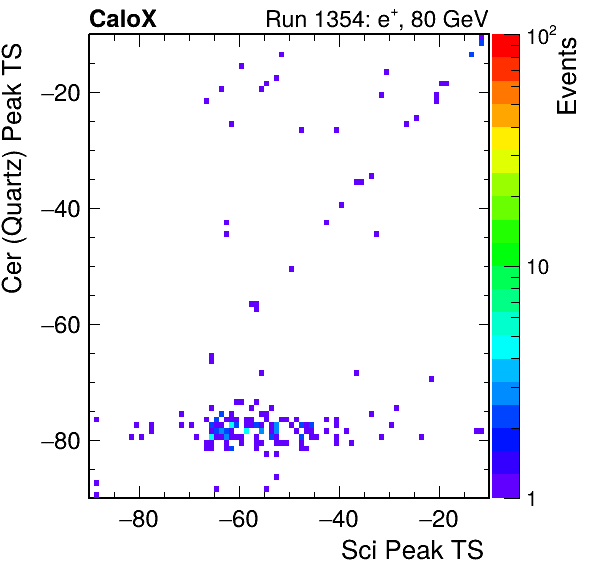 CaloX
Run 1354: e⁺, 80 GeV
Cer (Quartz) Peak TS
−20
−40
−60
−80
−80
−60
−40
−20
Sci Peak TS
10²
10
1
Events